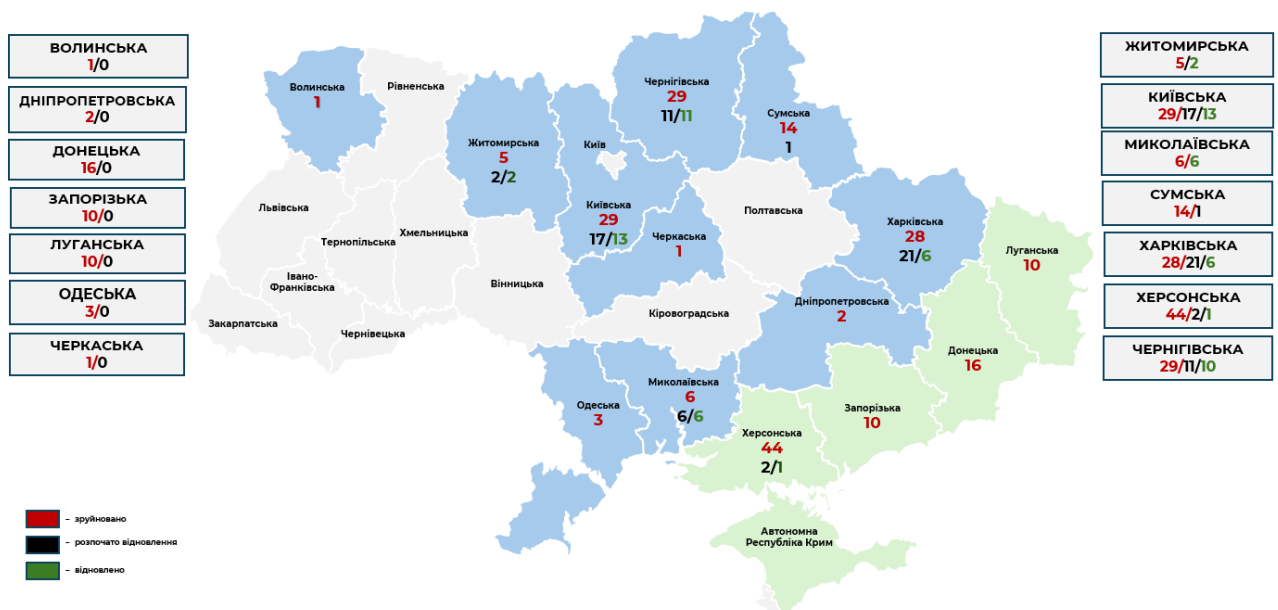 ВОЛИНСЬКА
1/0
ДНІПРОПЕТРОВСЬКА
2/0
ДОНЕЦЬКА
16/0
ЗАПОРІЗЬКА
10/0
ЛУГАНСЬКА
10/0
ОДЕСЬКА
3/0
ЧЕРКАСЬКА
1/0
Волинська
1
Рівненська
Житомирська
5
2/2
Київ
Київська
29
17/13
Чернігівська
29
11/11
Сумська
14
1
Львівська
Тернопільська
Хмельницька
Івано-
Франківська
Закарпатська
Чернівецька
Вінницька
Черкаська
1
Полтавська
Харківська
28
21/6
Луганська
10
Кіровоградська
Дніпропетровська
2
Донецька
16
Одеська
3
Миколаївська
6
6/6
Запорізька
10
Херсонська
44
2/1
Автономна
Республіка Крим
ЖИТОМИРСЬКА
5/2
КИЇВСЬКА
29/17/13
МИКОЛАЇВСЬКА
6/6
СУМСЬКА
14/1
ХАРКІВСЬКА
28/21/6
ХЕРСОНСЬКА
44/2/1
ЧЕРНІГІВСЬКА
29/11/10
– зруйновано
– розпочато відновлення
– відновлено